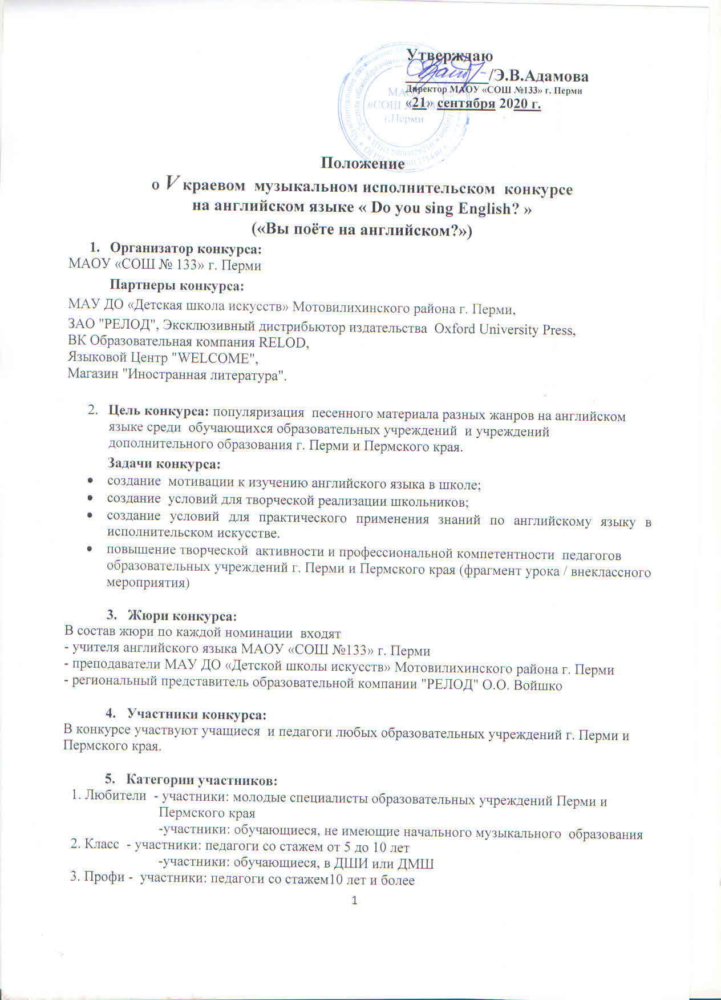 Утверждаю
/Э.В.Адамова
Директор МАОУ «СОШ №133» г. Перми
«21» сентября 2020 г.
МАОУ
«СОШ № 133»
г.Перми
Положение
о V краевом музыкальном исполнительском конкурсе
на английском языке « Do you sing English? »
(«Вы поёте на английском?»)
1. Организатор конкурса:
МАОУ «СОШ № 133» г. Перми
Партнеры конкурса:
МАУ ДО «Детская школа искусств» Мотовилихинского района г. Перми,
ЗАО "РЕЛОД", Эксклюзивный дистрибьютор издательства Oxford University Press,
ВК Образовательная компания RELOD,
Языковой Центр "WELCOME",
Магазин "Иностранная литература".
2. Цель конкурса: популяризация песенного материала разных жанров на английском
языке среди обучающихся образовательных учреждений и учреждений
дополнительного образования г. Перми и Пермского края.
Задачи конкурса:
• создание мотивации к изучению английского языка в школе;
• создание условий для творческой реализации школьников;
• создание условий для практического применения знаний по английскому языку в
исполнительском искусстве.
• повышение творческой активности и профессиональной компетентности педагогов
образовательных учреждений г. Перми и Пермского края (фрагмент урока / внеклассного
мероприятия)
3. Жюри конкурса:
В состав жюри по каждой номинации входят
- учителя английского языка МАОУ «СОШ №133» г. Перми
- преподаватели МАУ ДО «Детской школы искусств» Мотовилихинского района г. Перми
- региональный представитель образовательной компании "РЕЛОД" О.О. Войшко
4. Участники конкурса:
В конкурсе участвуют учащиеся и педагоги любых образовательных учреждений г. Перми и
Пермского края.
5. Категории участников:
1. Любители - участники: молодые специалисты образовательных учреждений Перми и
Пермского края
-участники: обучающиеся, не имеющие начального музыкального образования
2. Класс - участники: педагоги со стажем от 5 до 10 лет
-участники: обучающиеся, в ДШИ или ДМШ
3. Профи - участники: педагоги со стажем10 лет и более
1